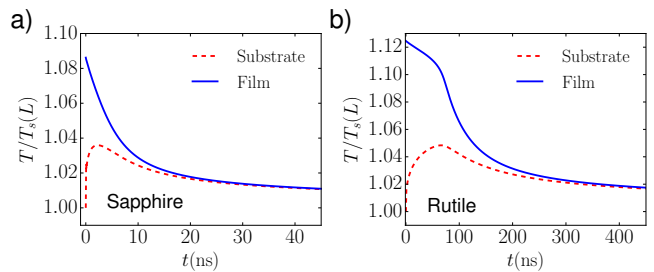 a)
T/T_s(L)
1.10
1.08
1.06
1.04
1.02
1.00
Substrate
Film
Sapphire
0
10
20
30
40
t(ns)
b)
T/T_s(L)
1.12
1.10
1.08
1.06
1.04
1.02
1.00
Substrate
Film
Rutile
0
100
200
300
400
t(ns)